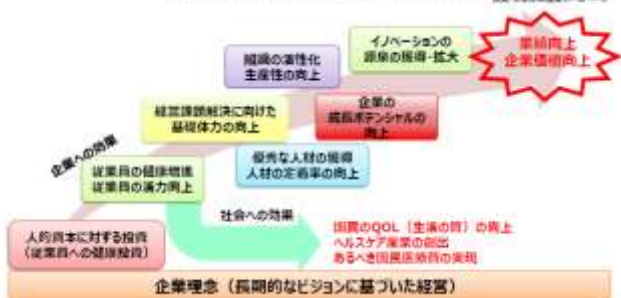 イノベーションの
源泉の獲得・拡大
業績向上
企業価値向上
組織の活性化
生産性の向上
経営課題解決に向けた
基礎体力の向上
企業の
成長ポテンシャルの
向上
企業への効果
優秀な人材の獲得
人材の定着率の向上
従業員の健康増進
従業員の活力向上
社会への効果
国民のQOL（生活の質）の向上
ヘルスケア産業の創出
あるべき国民医療費の実現
人的資本に対する投資
（従業員への健康投資）
企業理念（長期的なビジョンに基づいた経営）